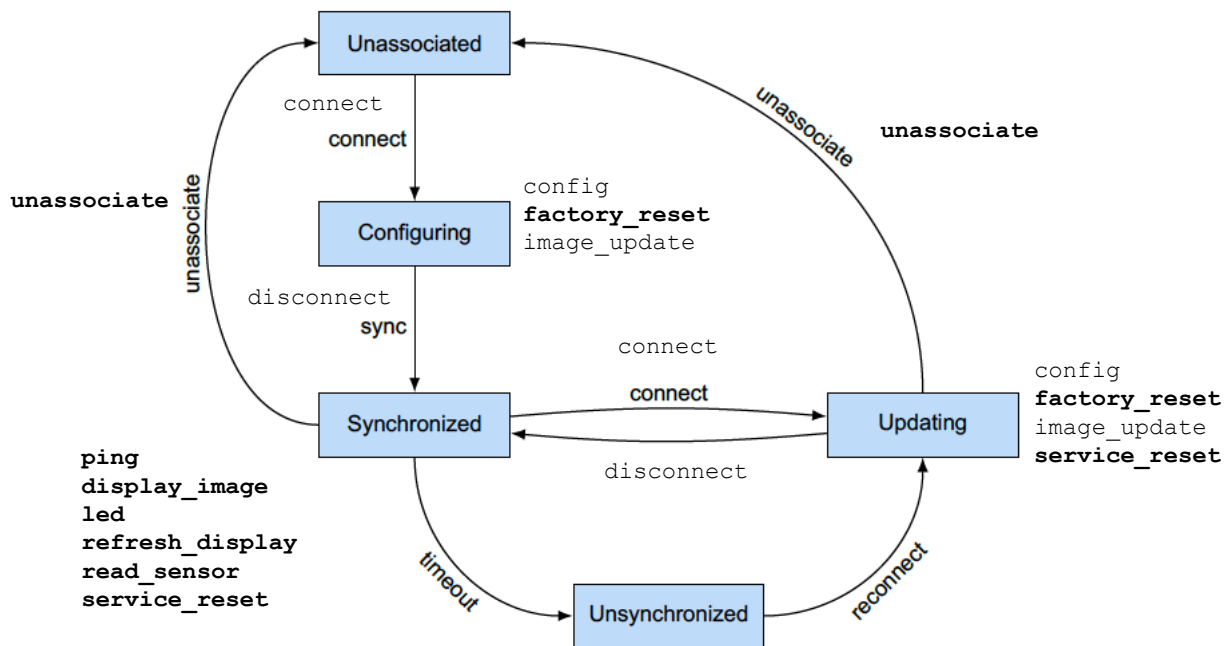 Unassociated
connect
connect
unassociate
unassociate
unassociate
unassociate
config
factory_reset
image_update
Configuring
disconnect
sync
connect
connect
Synchronized
Updating
config
factory_reset
image_update
service_reset
disconnect
ping
display_image
led
refresh_display
read_sensor
service_reset
timeout
reconnect
Unsynchronized